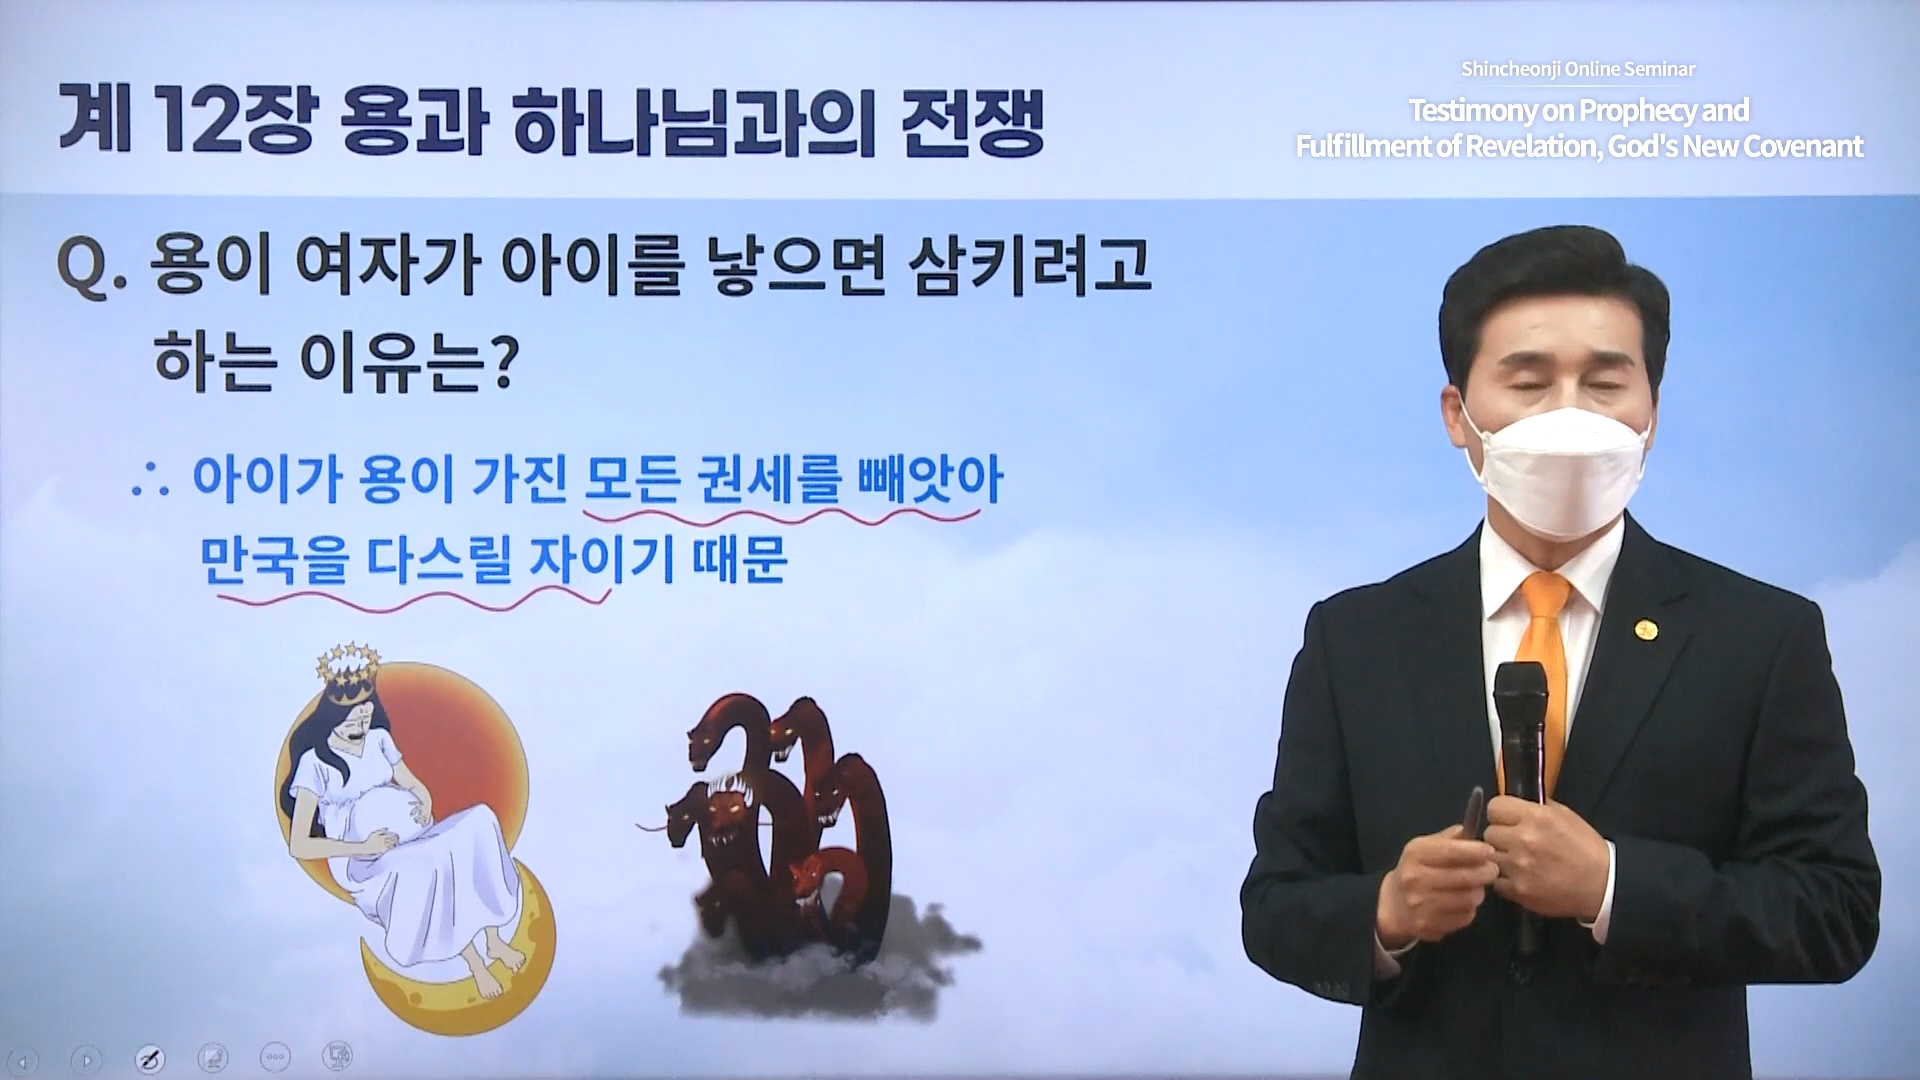 계 12장 용과 하나님과의 전쟁
Shincheonji Online Seminar
Testimony on Prophecy and
Fulfillment of Revelation, God's New Covenant
Q. 용이 여자가 아이를 낳으면 삼키려고
하는 이유는?
∴ 아이가 용이 가진 모든 권세를 빼앗아
만국을 다스릴 자이기 때문